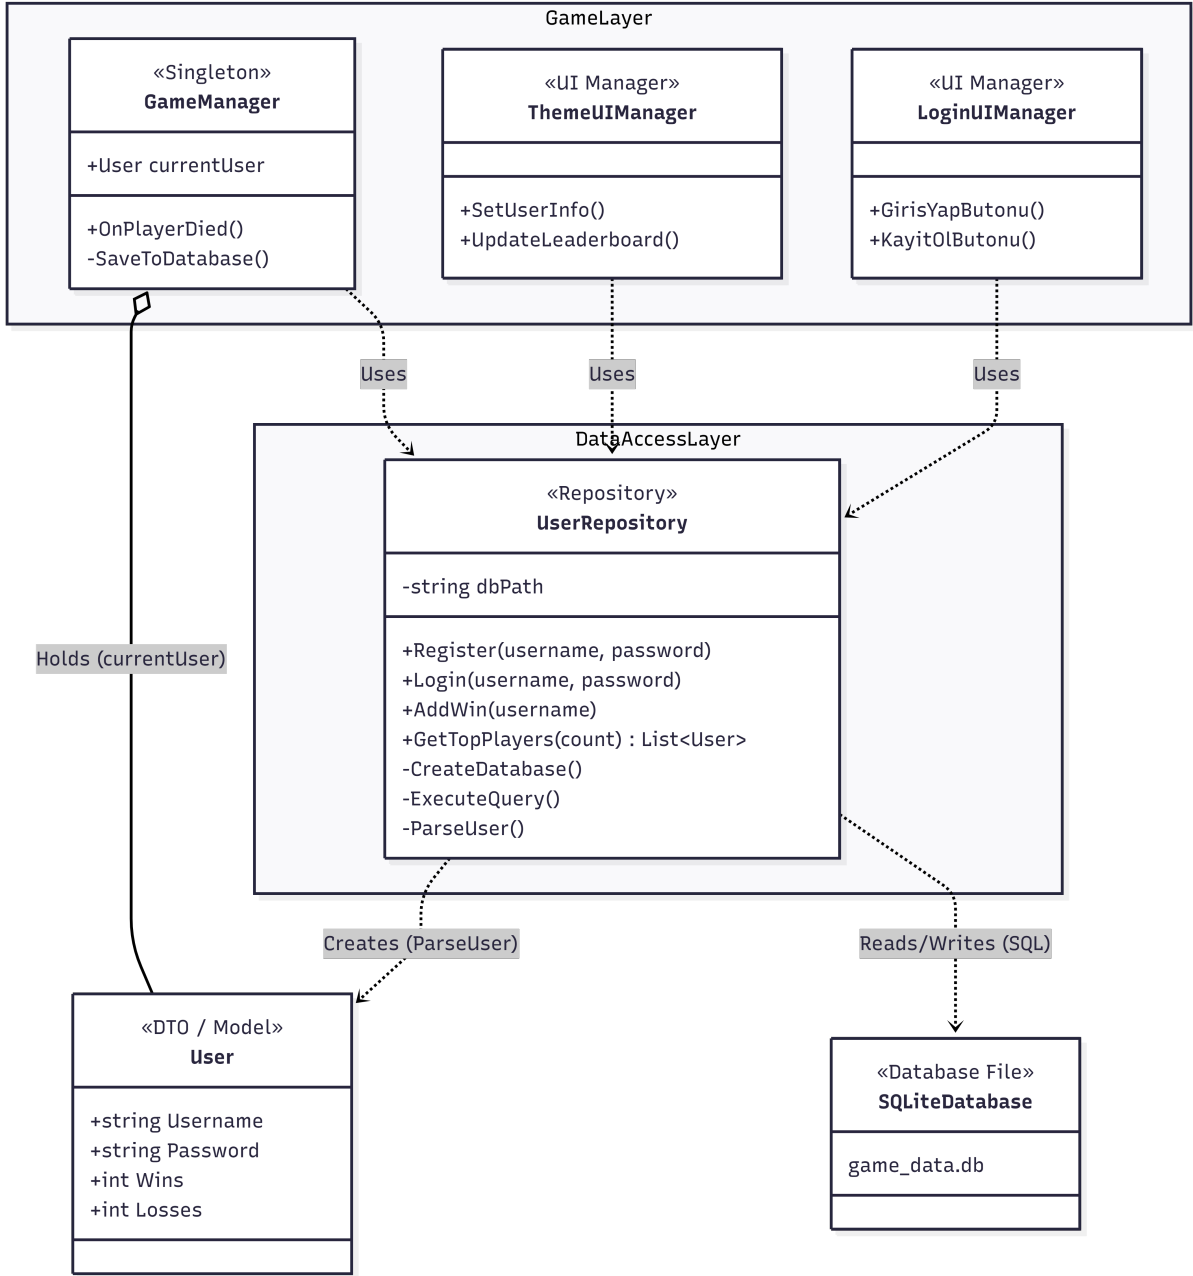 GameLayer
«Singleton»
GameManager
+User currentUser
+OnPlayerDied()
-SaveToDatabase()
«UI Manager»
ThemeUIManager
+SetUserInfo()
+UpdateLeaderboard()
«UI Manager»
LoginUIManager
+GirisYapButonu()
+KayitOlButonu()
Uses
Uses
Uses
DataAccessLayer
«Repository»
UserRepository
-string dbPath
+Register(username, password)
+Login(username, password)
+AddWin(username)
+GetTopPlayers(count) : List<User>
-CreateDatabase()
-ExecuteQuery()
-ParseUser()
Holds (currentUser)
Creates (ParseUser)
Reads/Writes (SQL)
«DTO / Model»
User
+string Username
+string Password
+int Wins
+int Losses
«Database File»
SQLiteDatabase
game_data.db